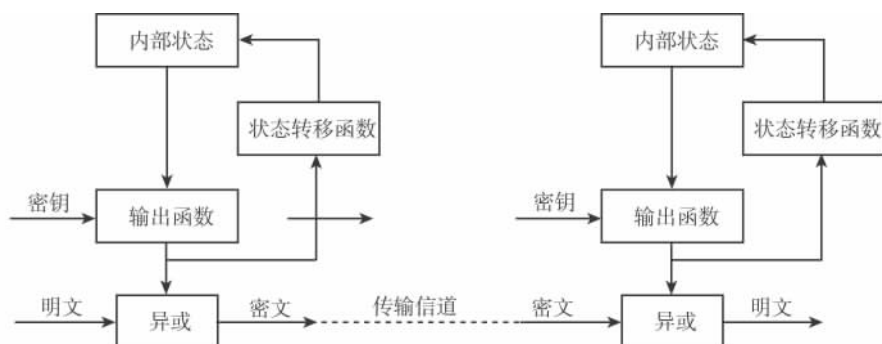 内部状态
内部状态
状态转移函数
状态转移函数
密钥
输出函数
密钥
输出函数
明文
异或
密文
传输信道
密文
异或
明文